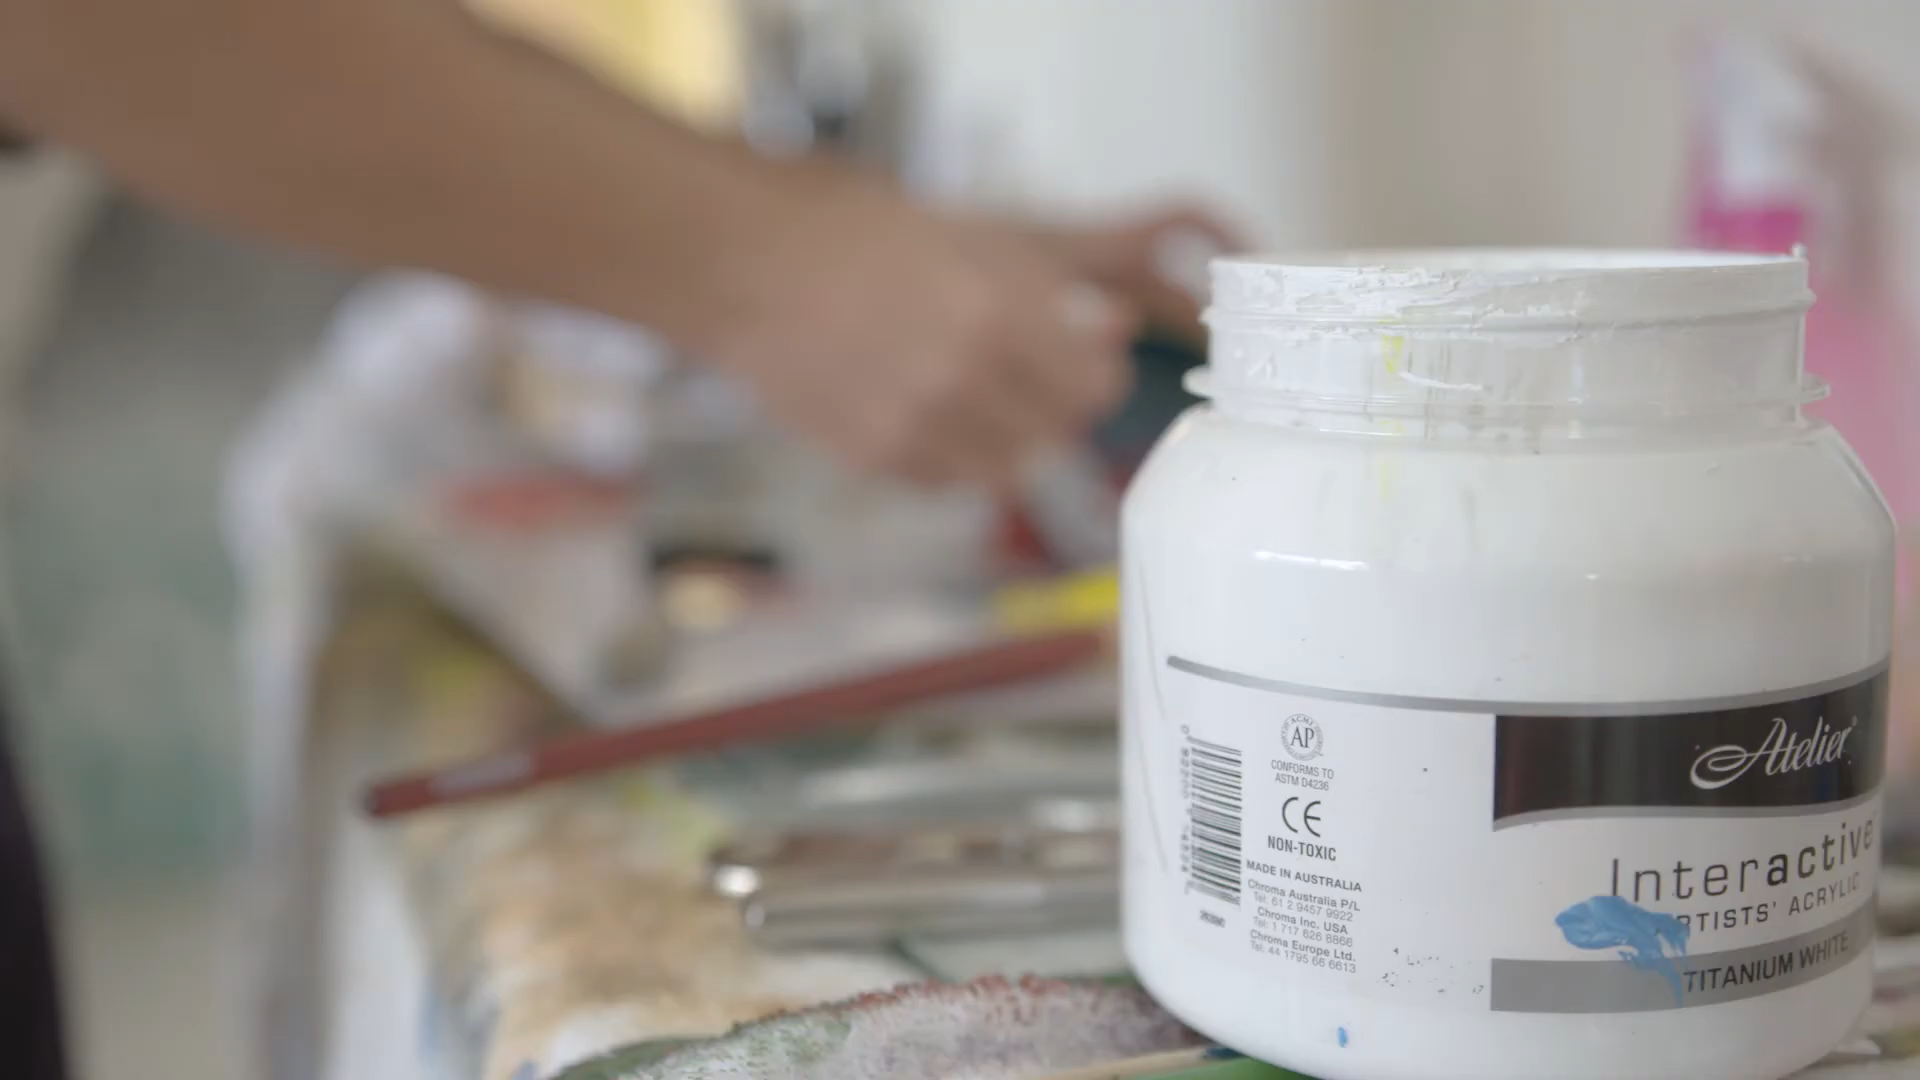 ACMI
AP
CONFORMS TO
ASTM D4236
CE
NON-TOXIC
MADE IN AUSTRALIA
Chroma Australia P/L
Tel: 61 2 9457 9922
Chroma Inc. USA
Tel: 1 717 626 8866
Chroma Europe Ltd.
Tel. 44 1795 66 6613
Atelier
Interactive
RTISTS' ACRYLIC
TITANIUM WHITE